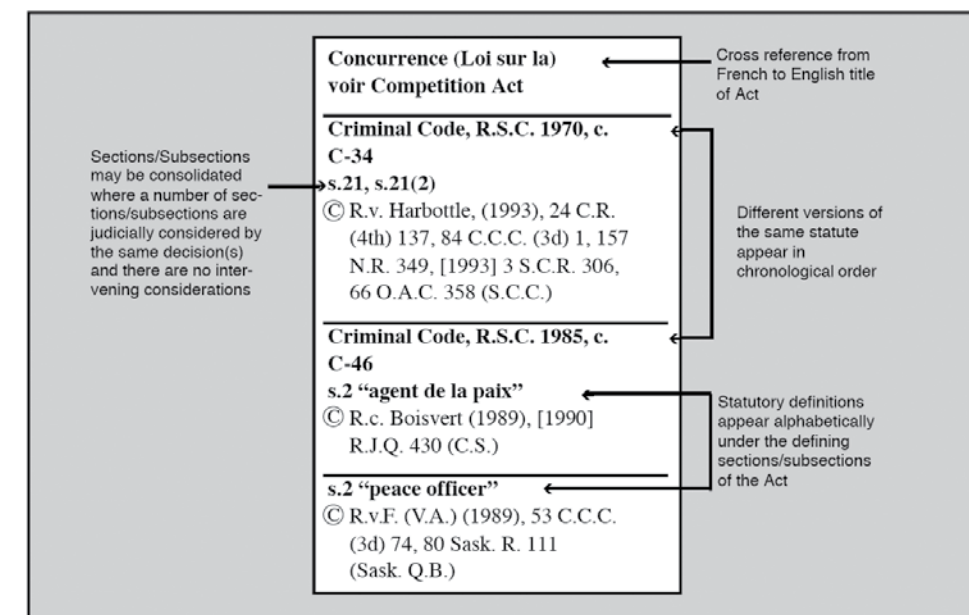 Concurrence (Loi sur la)
voir Competition Act
Cross reference from
French to English title
of Act
Criminal Code, R.S.C. 1970, c.
C-34
s.21, s.21(2)
Ⓒ R.v. Harbottle, (1993), 24 C.R.
(4th) 137, 84 C.C.C. (3d) 1, 157
N.R. 349, [1993] 3 S.C.R. 306,
66 O.A.C. 358 (S.C.C.)
Sections/Subsections
may be consolidated
where a number of sec-
tions/subsections are
judicially considered by
the same decision(s)
and there are no inter-
vening considerations
Different versions of
the same statute
appear in
chronological order
Criminal Code, R.S.C. 1985, c.
C-46
s.2 “agent de la paix”
Ⓒ R.c. Boisvert (1989), [1990]
R.J.Q. 430 (C.S.)
Statutory definitions
appear alphabetically
under the defining
sections/subsections
of the Act
s.2 “peace officer”
Ⓒ R.v.F. (V.A.) (1989), 53 C.C.C.
(3d) 74, 80 Sask. R. 111
(Sask. Q.B.)